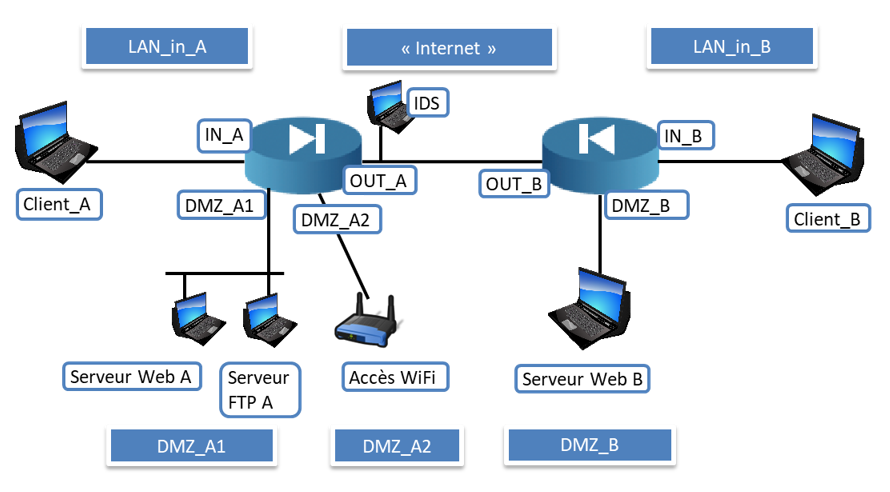 LAN_in_A
« Internet »
LAN_in_B
IDS
IN_A
IN_B
Client_A
OUT_A
OUT_B
DMZ_A1
DMZ_A2
DMZ_B
Client_B
Serveur Web A
Serveur
FTP A
Accès WiFi
Serveur Web B
DMZ_A1
DMZ_A2
DMZ_B